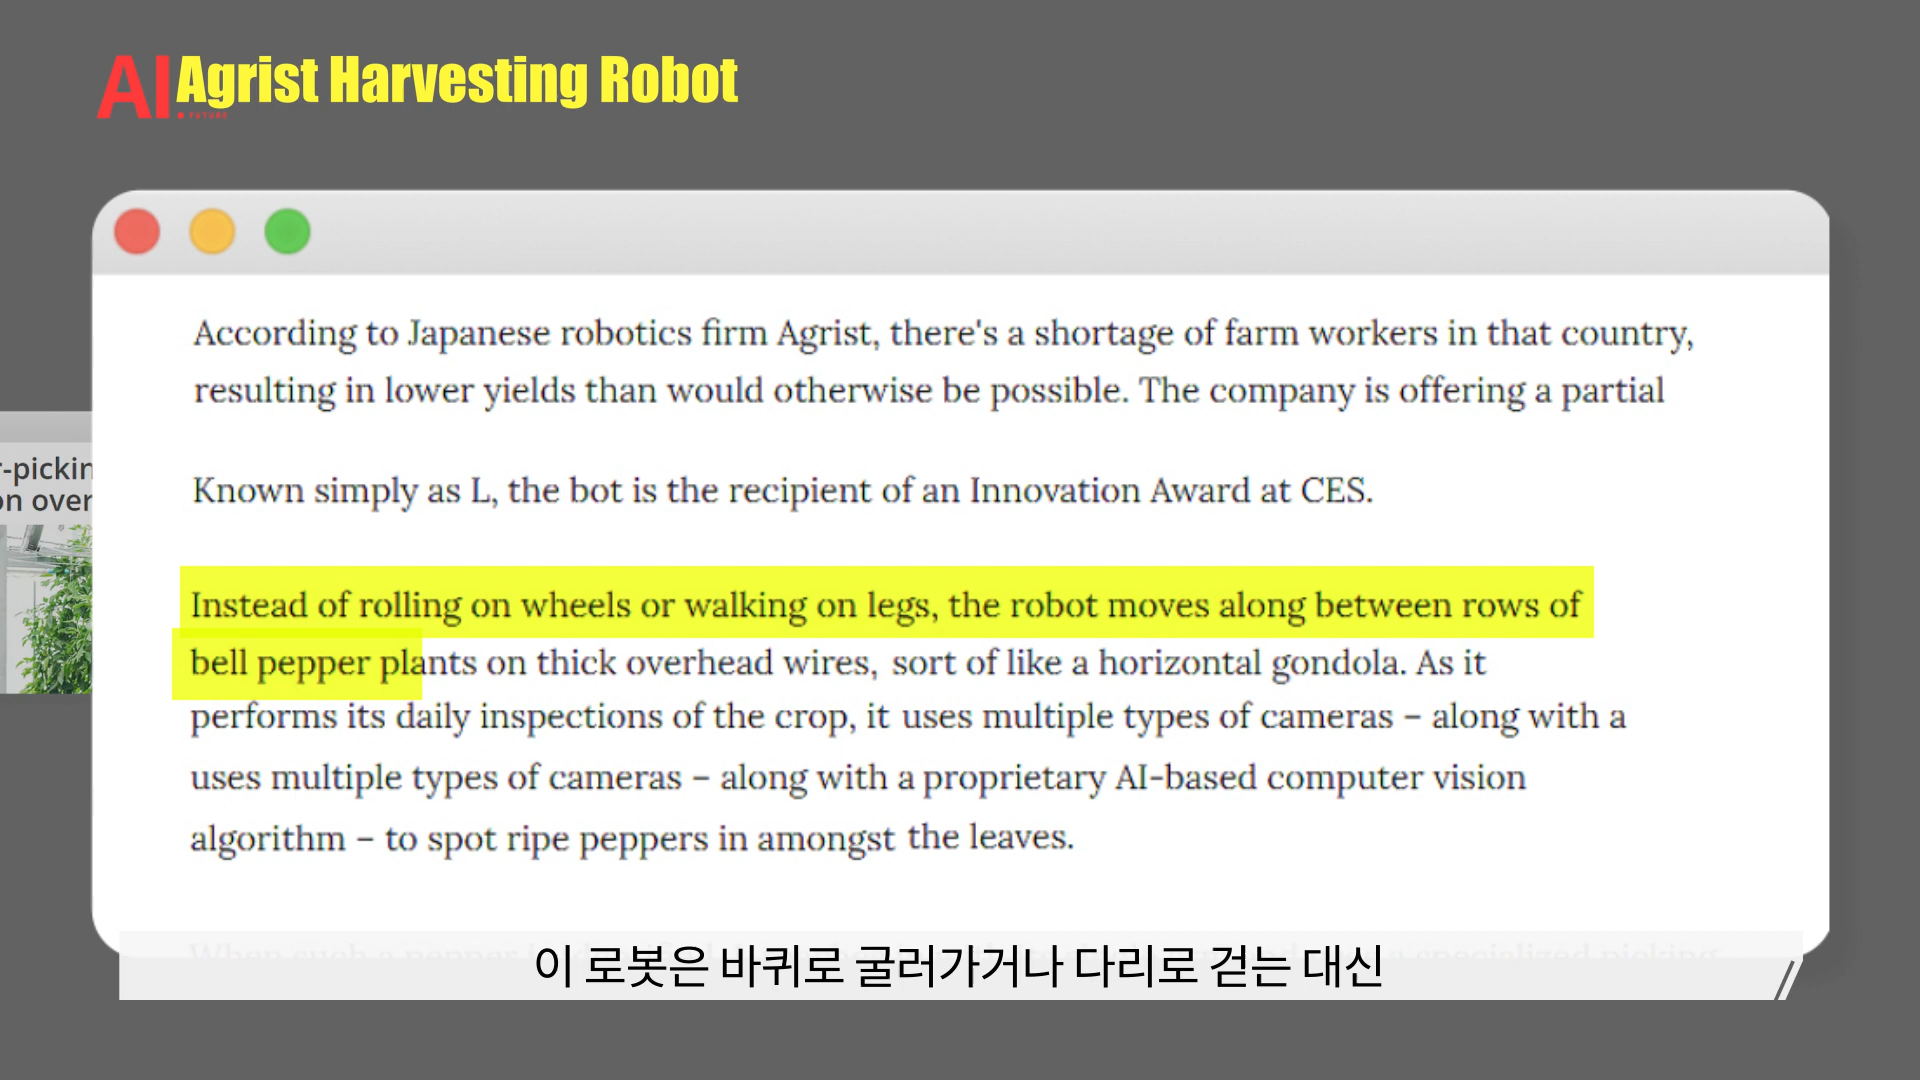 AI Agrist Harvesting Robot
FUTURE
According to Japanese robotics firm Agrist, there's a shortage of farm workers in that country,
resulting in lower yields than would otherwise be possible. The company is offering a partial
Known simply as L, the bot is the recipient of an Innovation Award at CES.
-pickin
on over
Instead of rolling on wheels or walking on legs, the robot moves along between rows of
bell pepper plants on thick overhead wires, sort of like a horizontal gondola. As it
performs its daily inspections of the crop, it uses multiple types of cameras – along with a
uses multiple types of cameras – along with a proprietary AI-based computer vision
algorithm – to spot ripe peppers in amongst the leaves.
When such a pepper a specialized picking
이 로봇은 바퀴로 굴러가거나 다리로 걷는 대신